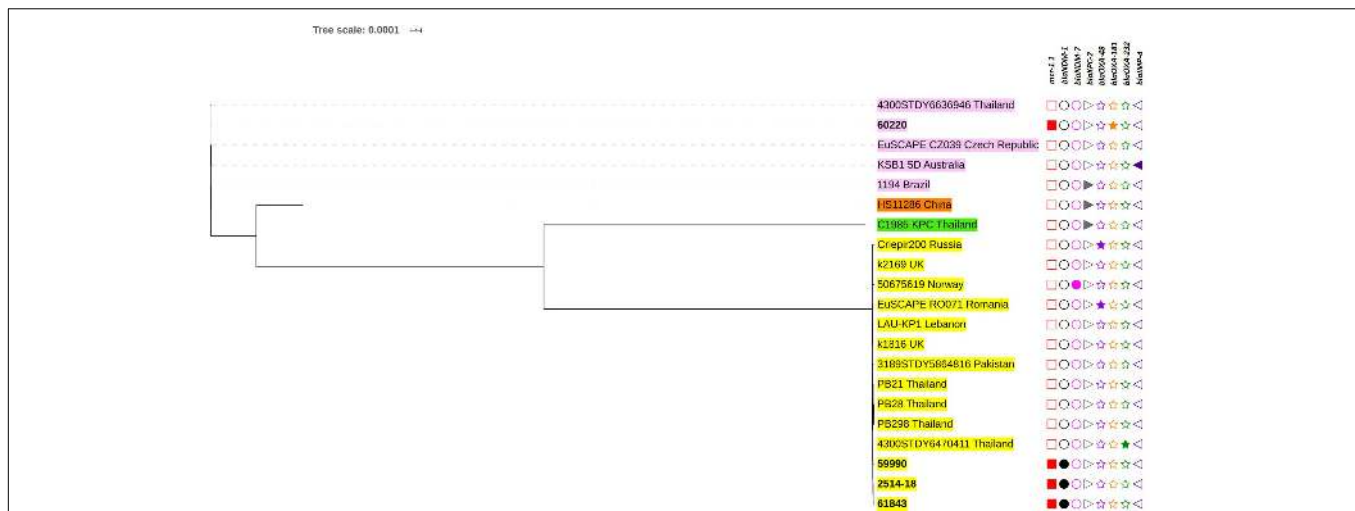 Tree scale: 0.0001
mcr-1.1
blaNDM-1
blaNDM-7
blaKPC-2
blaOXA-48
blaOXA-181
blaOXA-232
blaIMP-4
4300STDY6636946 Thailand
60220
EuSCAPE CZ039 Czech Republic
KSB1 5D Australia
1194 Brazil
HS11286 China
C1985 KPC Thailand
Criepir200 Russia
k2169 UK
50675619 Norway
EuSCAPE RO071 Romania
LAU-KP1 Lebanon
k1816 UK
3189STDY5864816 Pakistan
PB21 Thailand
PB28 Thailand
PB298 Thailand
4300STDY6470411 Thailand
59990
2514-18
61843